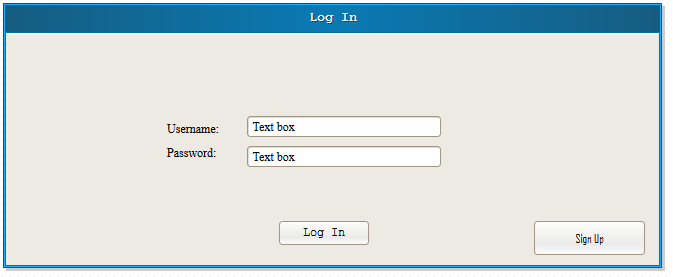 Log In
Username: Text box
Password: Text box
Log In
Sign Up